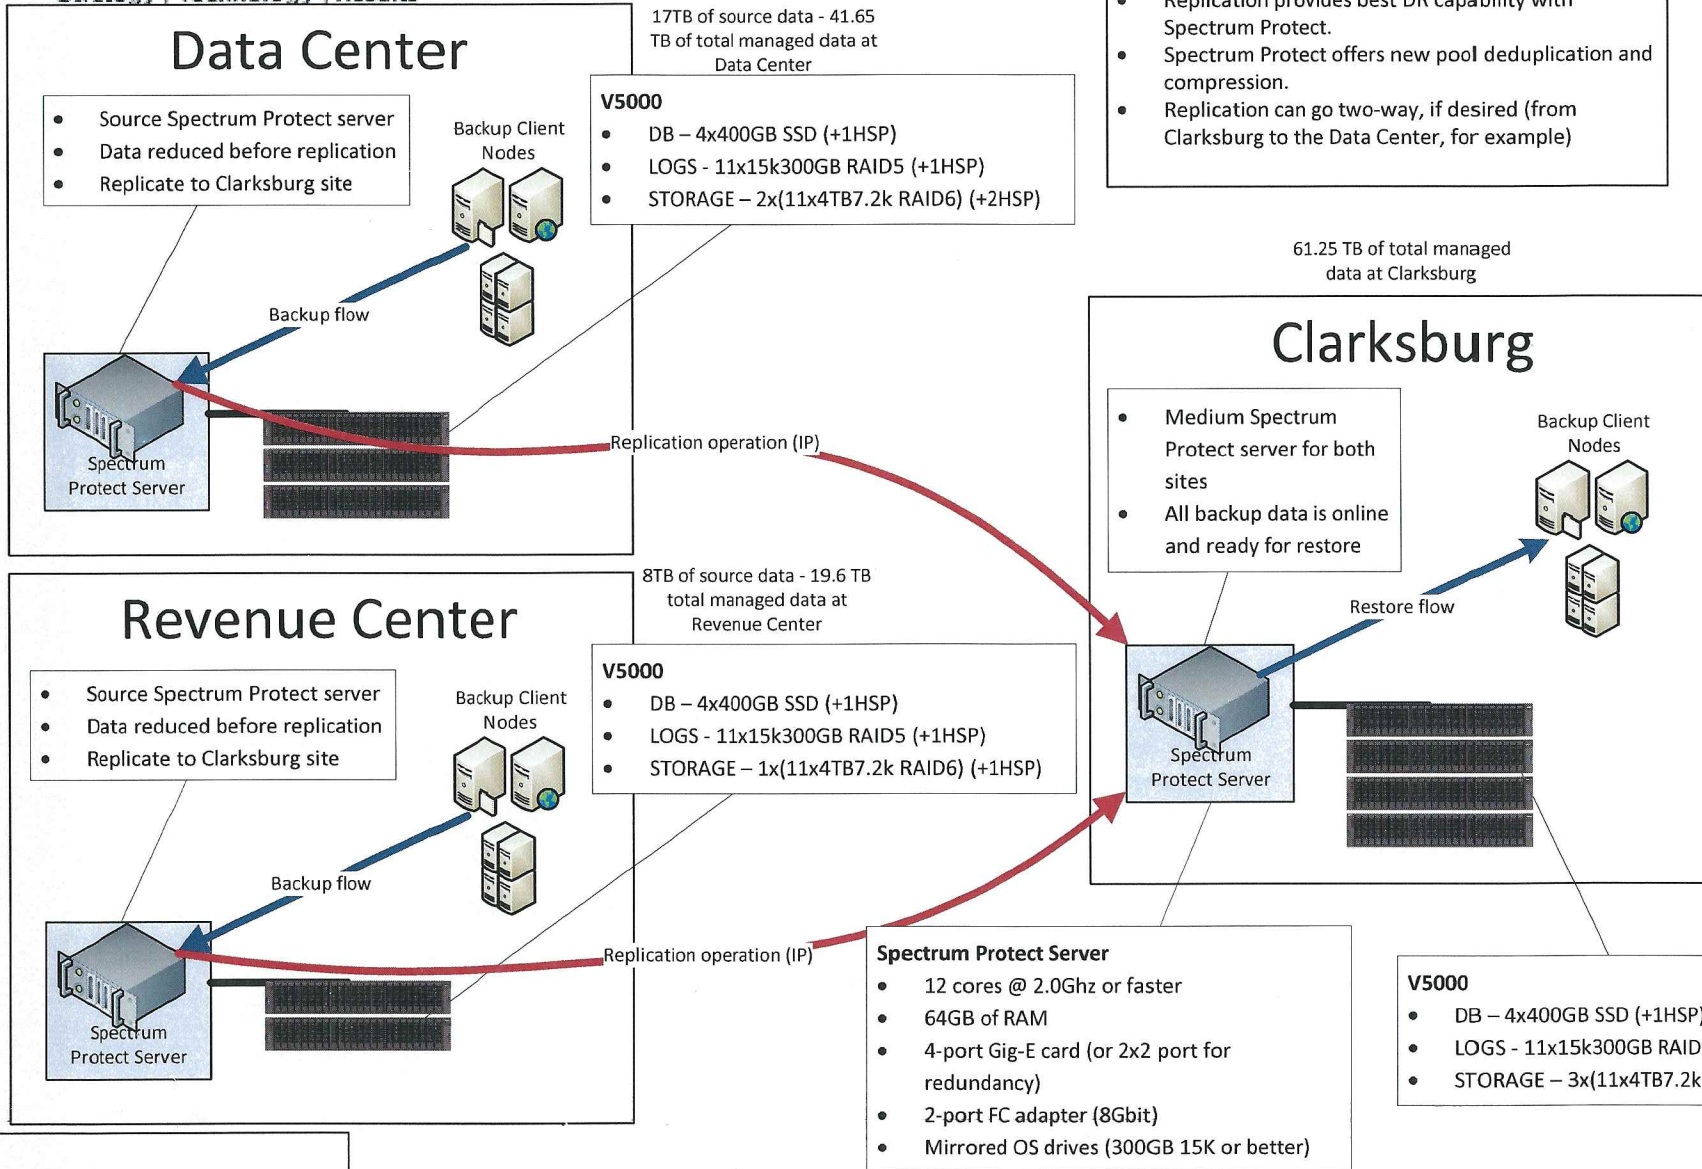 Data Center
• Source Spectrum Protect server
• Data reduced before replication
• Replicate to Clarksburg site
Backup Client
Nodes
Backup flow
Spectrum
Protect Server
17TB of source data - 41.65
TB of total managed data at
Data Center
V5000
• DB – 4x400GB SSD (+1HSP)
• LOGS - 11x15k300GB RAID5 (+1HSP)
• STORAGE – 2x(11x4TB7.2k RAID6) (+2HSP)
• Replication provides best DR capability with
Spectrum Protect.
• Spectrum Protect offers new pool deduplication and
compression.
• Replication can go two-way, if desired (from
Clarksburg to the Data Center, for example)
Replication operation (IP)
61.25 TB of total managed
data at Clarksburg
Clarksburg
• Medium Spectrum
Protect server for both
sites
• All backup data is online
and ready for restore
Backup Client
Nodes
Restore flow
Spectrum
Protect Server
Revenue Center
• Source Spectrum Protect server
• Data reduced before replication
• Replicate to Clarksburg site
Backup Client
Nodes
Backup flow
Spectrum
Protect Server
8TB of source data - 19.6 TB
total managed data at
Revenue Center
V5000
• DB – 4x400GB SSD (+1HSP)
• LOGS - 11x15k300GB RAID5 (+1HSP)
• STORAGE – 1x(11x4TB7.2k RAID6) (+1HSP)
Replication operation (IP)
Spectrum Protect Server
• 12 cores @ 2.0Ghz or faster
• 64GB of RAM
• 4-port Gig-E card (or 2x2 port for
redundancy)
• 2-port FC adapter (8Gbit)
• Mirrored OS drives (300GB 15K or better)
V5000
• DB – 4x400GB SSD (+1HSP)
• LOGS - 11x15k300GB RAID
• STORAGE – 3x(11x4TB7.2k